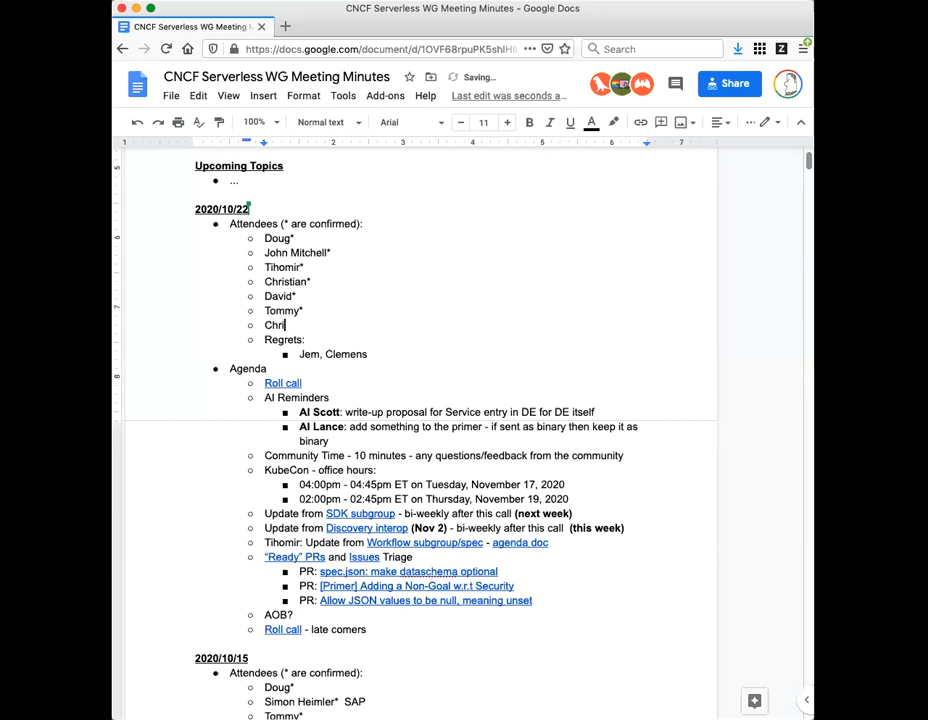 CNCF Serverless WG Meeting Minutes - Google Docs
CNCF Serverless WG Meeting M
https://docs.google.com/document/d/1OVF68rpuPK5shIHI
Search
CNCF Serverless WG Meeting Minutes
Saving...
File Edit View Insert Format Tools Add-ons Help Last edit was seconds a...
Share
100% Normal text Arial 11 B I U A
1 1 2 3 4 5 6 7
Upcoming Topics
● ...
2020/10/22
● Attendees (* are confirmed):
○ Doug*
○ John Mitchell*
○ Tihomir*
○ Christian*
○ David*
○ Tommy*
○ Chri
○ Regrets:
■ Jem, Clemens
● Agenda
○ Roll call
○ AI Reminders
■ AI Scott: write-up proposal for Service entry in DE for DE itself
■ AI Lance: add something to the primer - if sent as binary then keep it as
binary
○ Community Time - 10 minutes - any questions/feedback from the community
○ KubeCon - office hours:
■ 04:00pm - 04:45pm ET on Tuesday, November 17, 2020
■ 02:00pm - 02:45pm ET on Thursday, November 19, 2020
○ Update from SDK subgroup - bi-weekly after this call (next week)
○ Update from Discovery interop (Nov 2) - bi-weekly after this call (this week)
○ Tihomir: Update from Workflow subgroup/spec - agenda doc
○ “Ready” PRs and Issues Triage
■ PR: spec.json: make dataschema optional
■ PR: [Primer] Adding a Non-Goal w.r.t Security
■ PR: Allow JSON values to be null, meaning unset
○ AOB?
○ Roll call - late comers
2020/10/15
● Attendees (* are confirmed):
○ Doug*
○ Simon Heimler* SAP
○ Tommy*